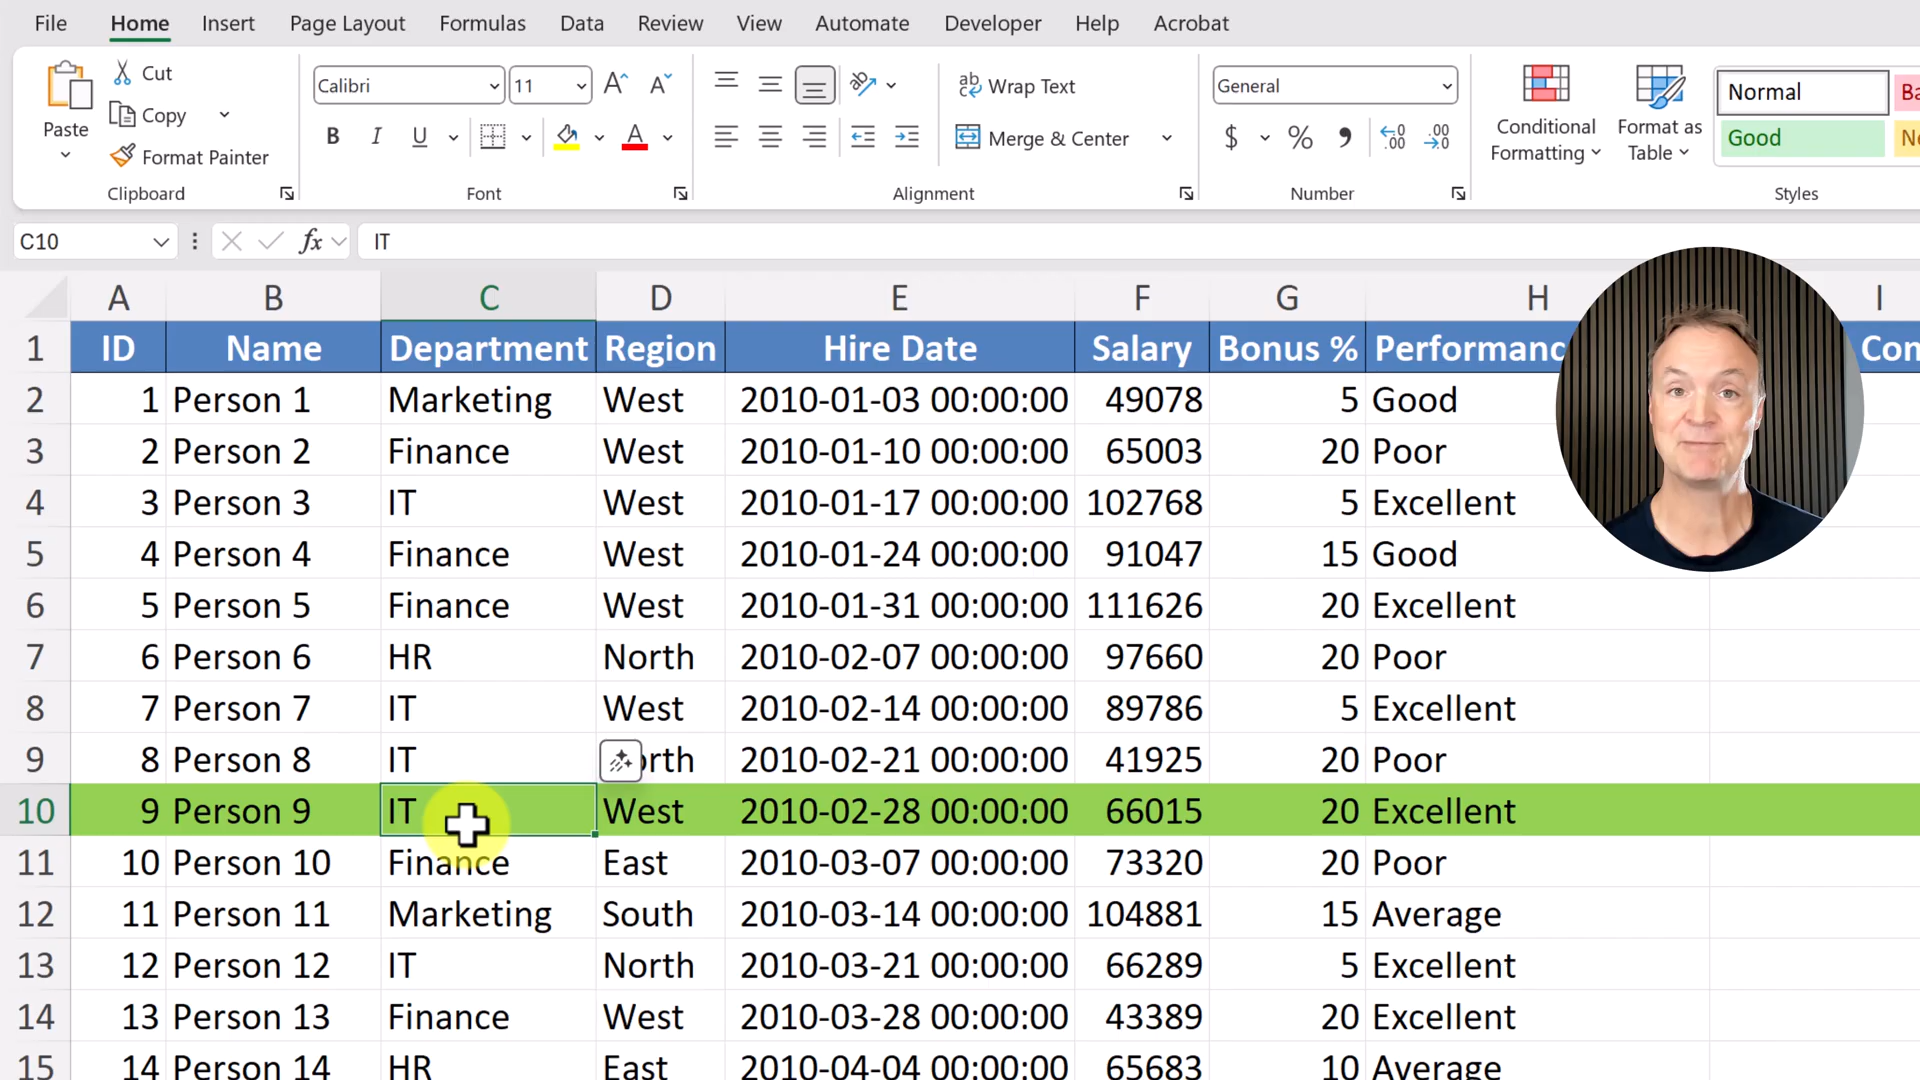 File Home Insert Page Layout Formulas Data Review View Automate Developer Help Acrobat
Paste
Cut
Copy
Format Painter
Clipboard
Calibri 11
B I U A
Font
Wrap Text
Merge & Center
Alignment
General
$ % , .00 .00
Number
Conditional Formatting
Format as Table
Normal
Good
Styles
C10 fx IT
A B C D E F G H I
1 ID Name Department Region Hire Date Salary Bonus % Performanc Con
2 1 Person 1 Marketing West 2010-01-03 00:00:00 49078 5 Good
3 2 Person 2 Finance West 2010-01-10 00:00:00 65003 20 Poor
4 3 Person 3 IT West 2010-01-17 00:00:00 102768 5 Excellent
5 4 Person 4 Finance West 2010-01-24 00:00:00 91047 15 Good
6 5 Person 5 Finance West 2010-01-31 00:00:00 111626 20 Excellent
7 6 Person 6 HR North 2010-02-07 00:00:00 97660 20 Poor
8 7 Person 7 IT West 2010-02-14 00:00:00 89786 5 Excellent
9 8 Person 8 IT orth 2010-02-21 00:00:00 41925 20 Poor
10 9 Person 9 IT West 2010-02-28 00:00:00 66015 20 Excellent
11 10 Person 10 Finance East 2010-03-07 00:00:00 73320 20 Poor
12 11 Person 11 Marketing South 2010-03-14 00:00:00 104881 15 Average
13 12 Person 12 IT North 2010-03-21 00:00:00 66289 5 Excellent
14 13 Person 13 Finance West 2010-03-28 00:00:00 43389 20 Excellent
15 14 Person 14 HR East 2010-04-04 00:00:00 65683 10 Average